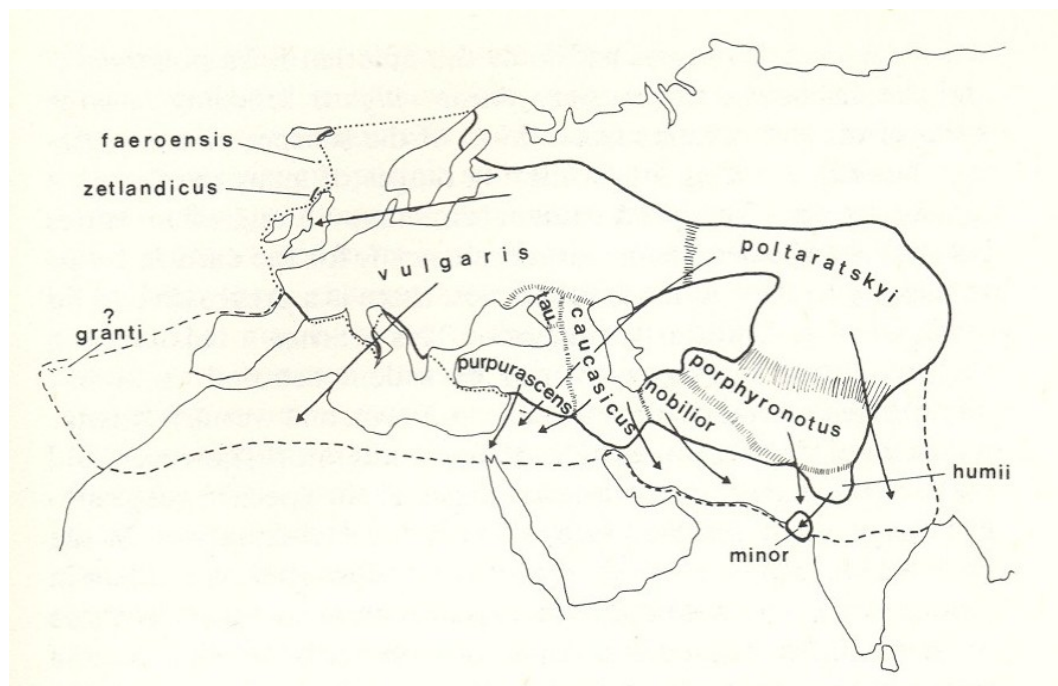 faeroensis
zetlandicus
vulgaris
poltaratskyi
?
granti
tau.
caucasicus
purpurascens
nobilior
porphyronotus
humii
minor